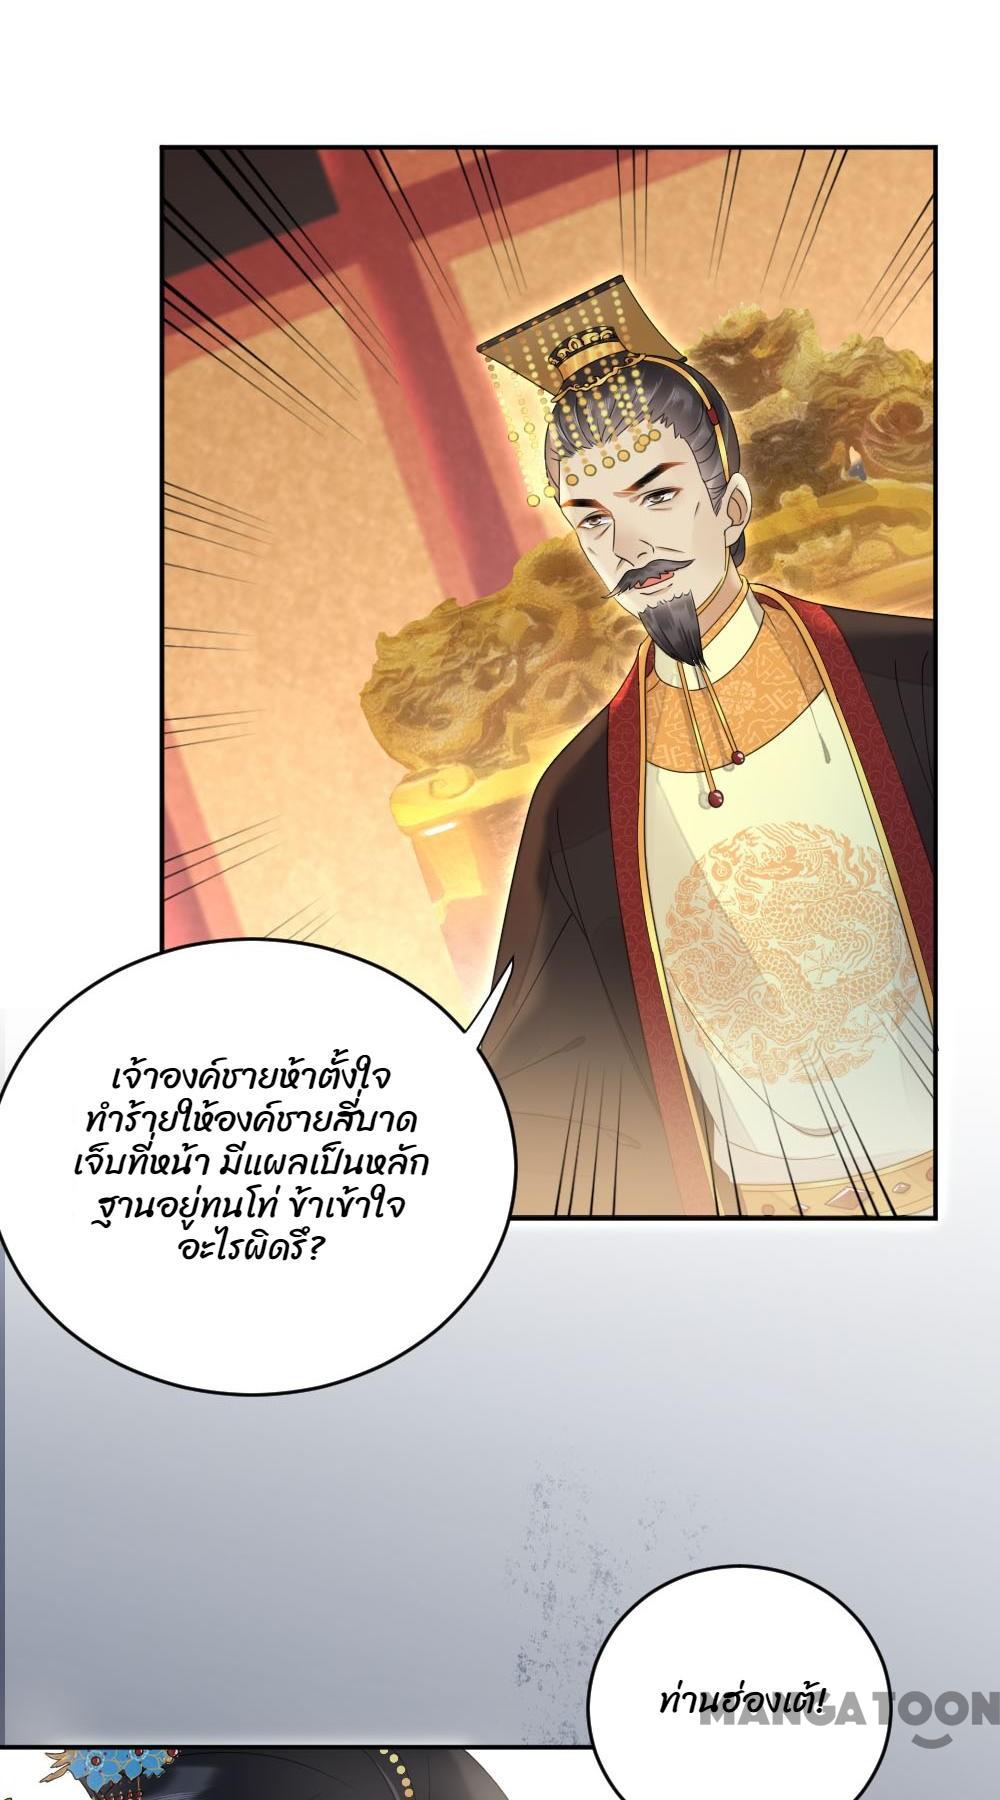 เจ้าองค์ชายห้าตั้งใจ
ทำร้ายให้องค์ชายสี่บาด
เจ็บที่หน้า มีแผลเป็นหลัก
ฐานอยู่ทนโท่ ข้าเข้าใจ
อะไรผิดรึ?
ท่านฮ่องเต้!
MANGATOON